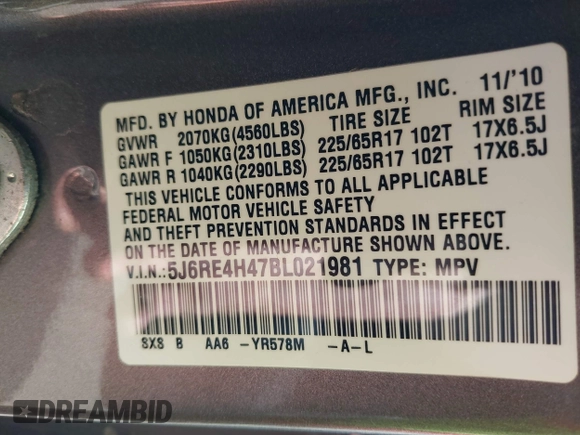 MFD. BY HONDA OF AMERICA MFG., INC. 11/'10
GVWR 2070KG(4560LBS) TIRE SIZE RIM SIZE
GAWR F 1050KG(2310LBS) 225/65R17 102T 17X6.5J
GAWR R 1040KG(2290LBS) 225/65R17 102T 17X6.5J
THIS VEHICLE CONFORMS TO ALL APPLICABLE
FEDERAL MOTOR VEHICLE SAFETY
AND THEFT PREVENTION STANDARDS IN EFFECT
ON THE DATE OF MANUFACTURE SHOWN ABOVE.
V.I.N.:5J6RE4H47BL021981 TYPE: MPV
SXS B AA6 -YR578M -A-L
DREAMBID